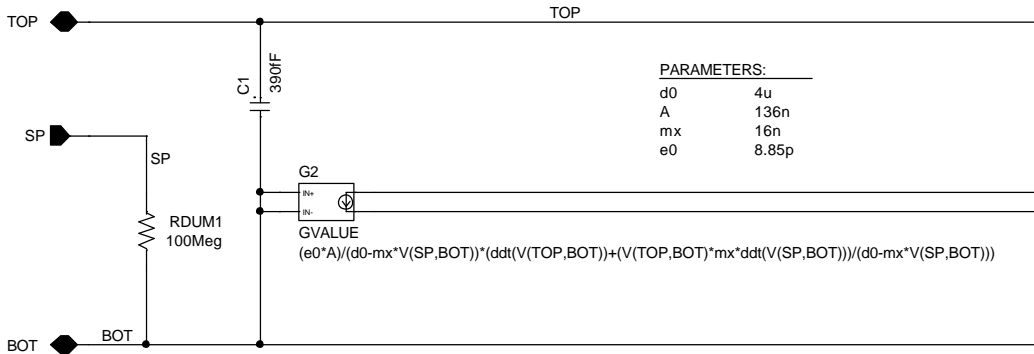 TOP
TOP
C1
390fF
PARAMETERS:
d0 4u
A 136n
mx 16n
e0 8.85p
SP
SP
G2
IN+
IN-
RDUM1
100Meg
GVALUE
(e0*A)/(d0-mx*V(SP,BOT))*(ddt(V(TOP,BOT))+(V(TOP,BOT)*mx*ddt(V(SP,BOT)))/(d0-mx*V(SP,BOT)))
BOT
BOT